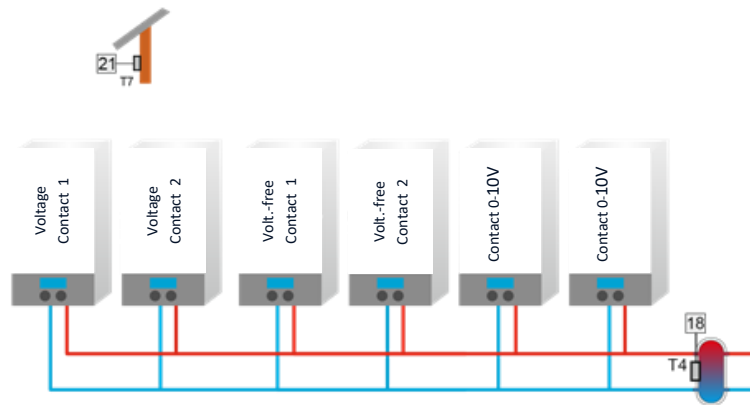 21
T7
Voltage
Contact 1
Voltage
Contact 2
Volt.-free
Contact 1
Volt.-free
Contact 2
Contact 0-10V
Contact 0-10V
18
T4